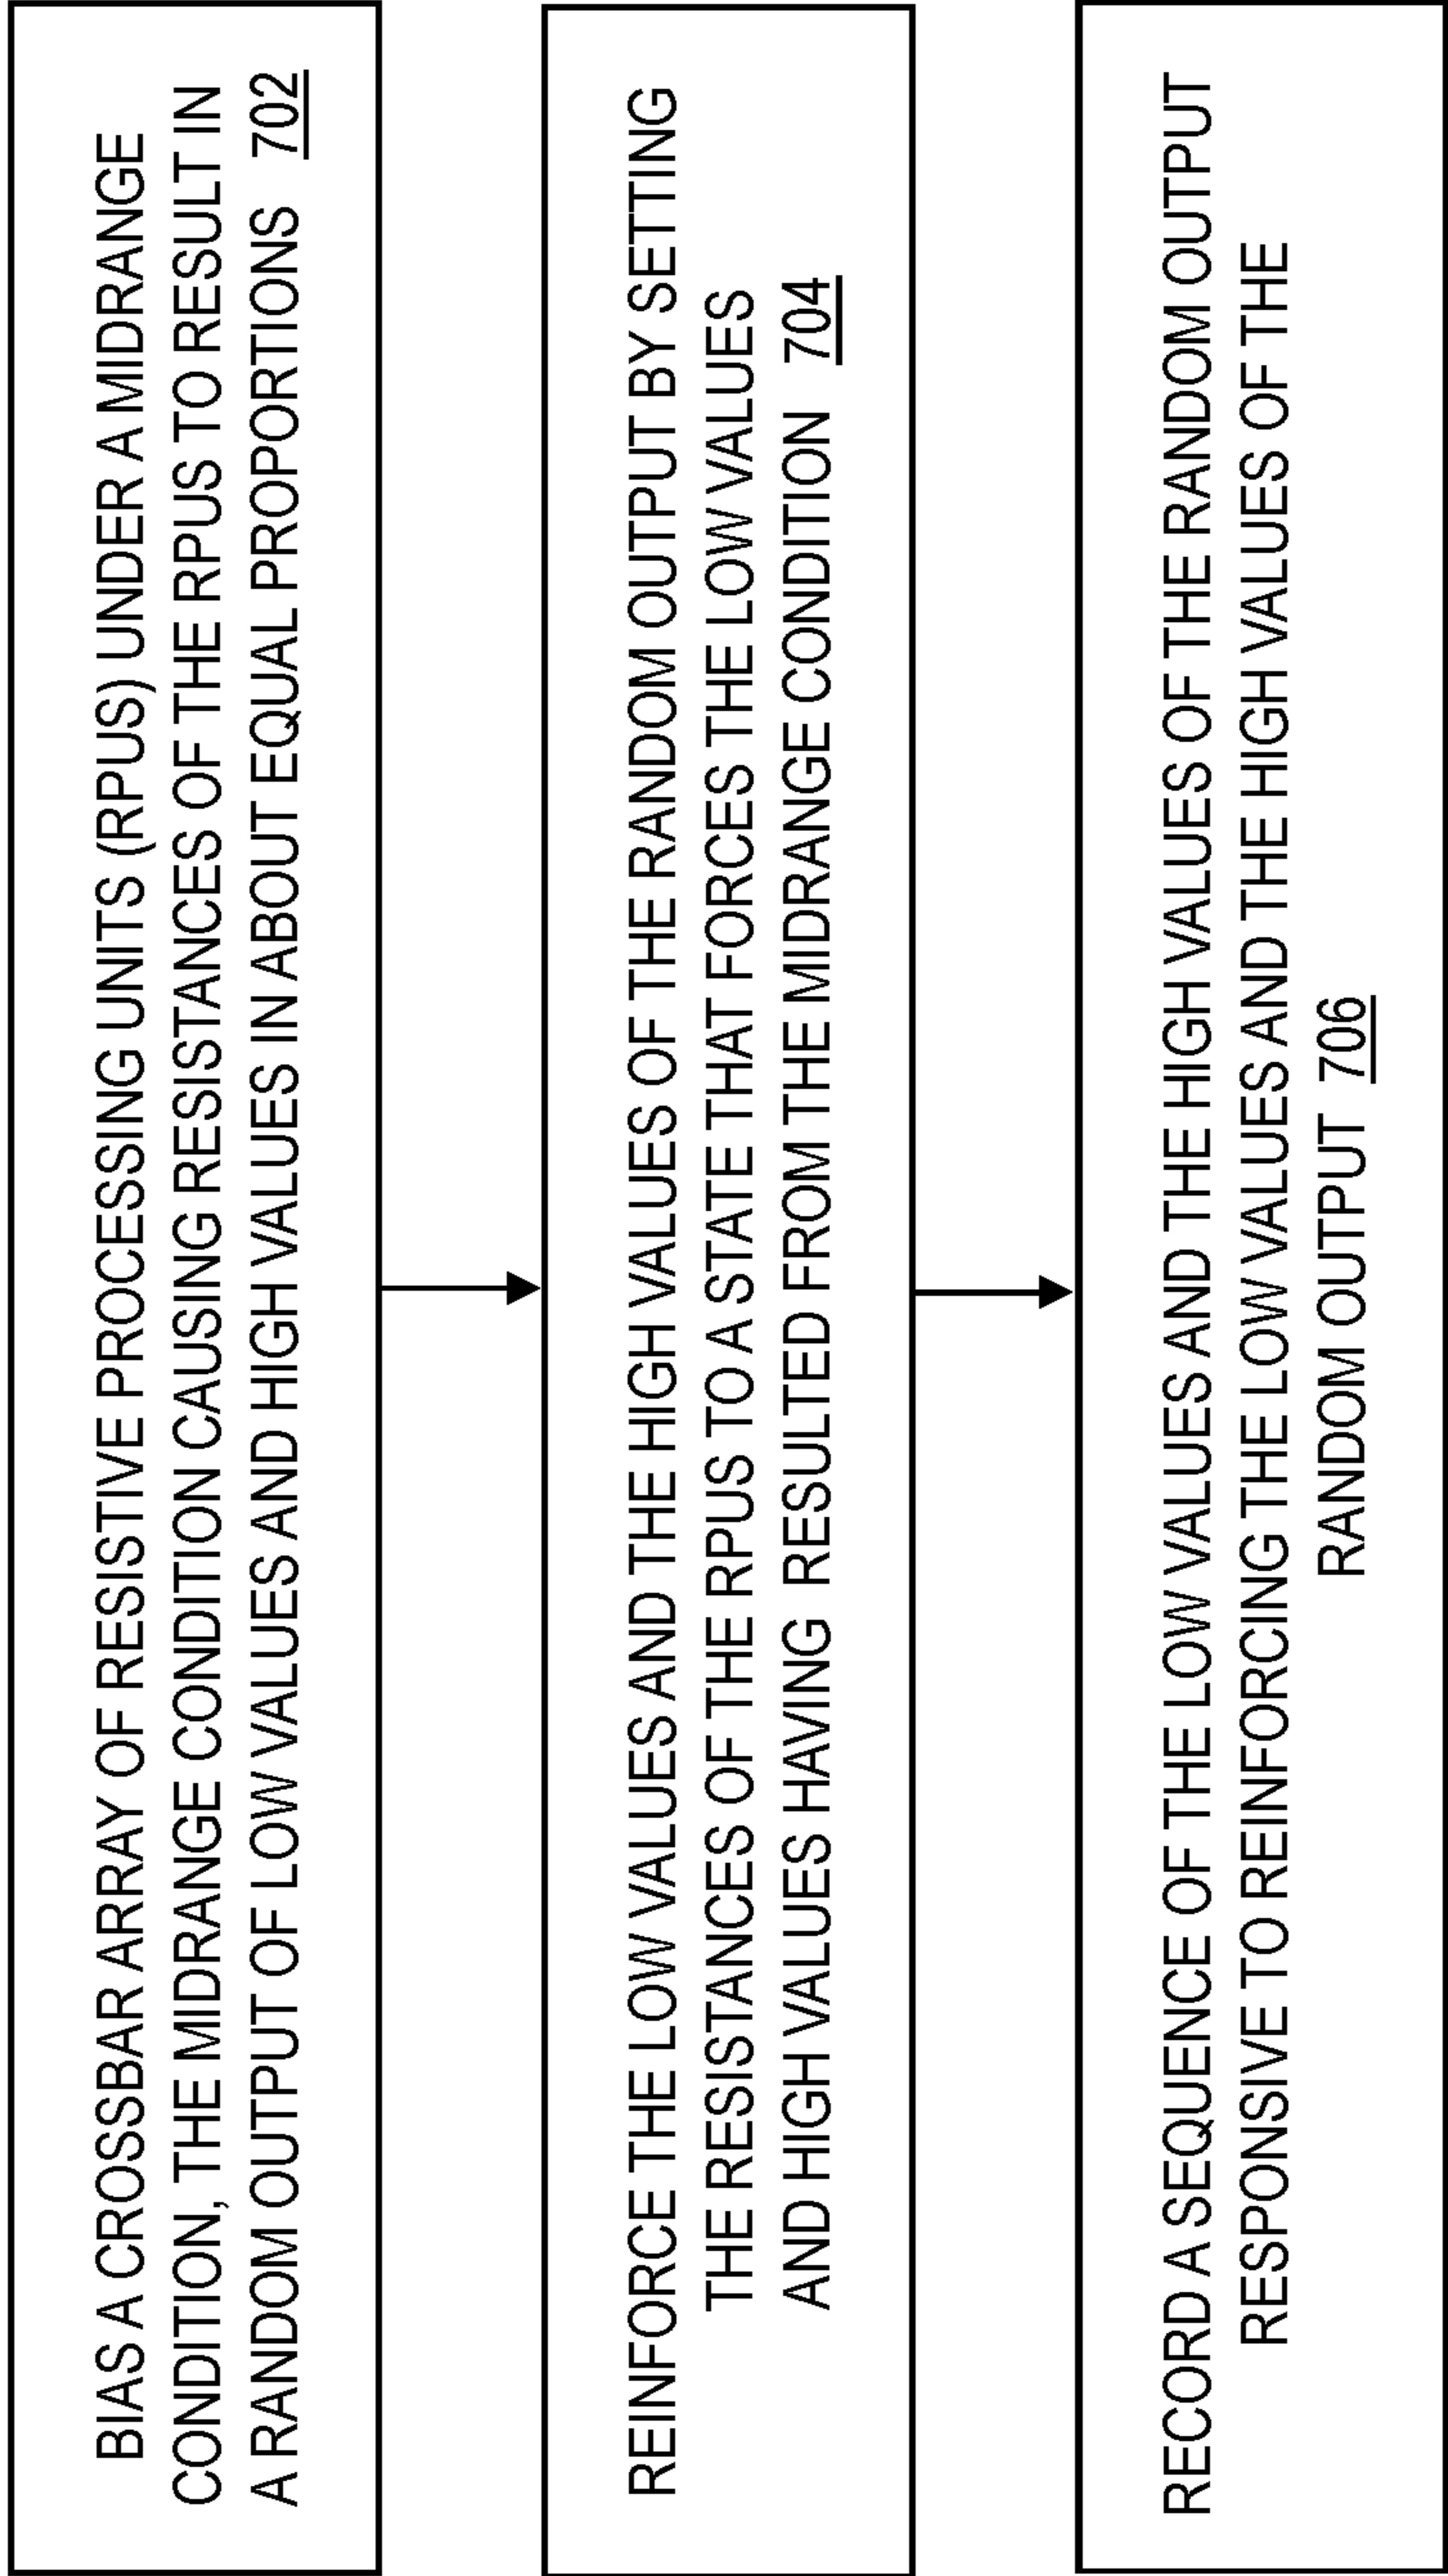 BIAS A CROSSBAR ARRAY OF RESISTIVE PROCESSING UNITS (RPUS) UNDER A MIDRANGE
CONDITION, THE MIDRANGE CONDITION CAUSING RESISTANCES OF THE RPUS TO RESULT IN
A RANDOM OUTPUT OF LOW VALUES AND HIGH VALUES IN ABOUT EQUAL PROPORTIONS 702
REINFORCE THE LOW VALUES AND THE HIGH VALUES OF THE RANDOM OUTPUT BY SETTING
THE RESISTANCES OF THE RPUS TO A STATE THAT FORCES THE LOW VALUES
AND HIGH VALUES HAVING RESULTED FROM THE MIDRANGE CONDITION 704
RECORD A SEQUENCE OF THE LOW VALUES AND THE HIGH VALUES OF THE RANDOM OUTPUT
RESPONSIVE TO REINFORCING THE LOW VALUES AND THE HIGH VALUES OF THE
RANDOM OUTPUT 706